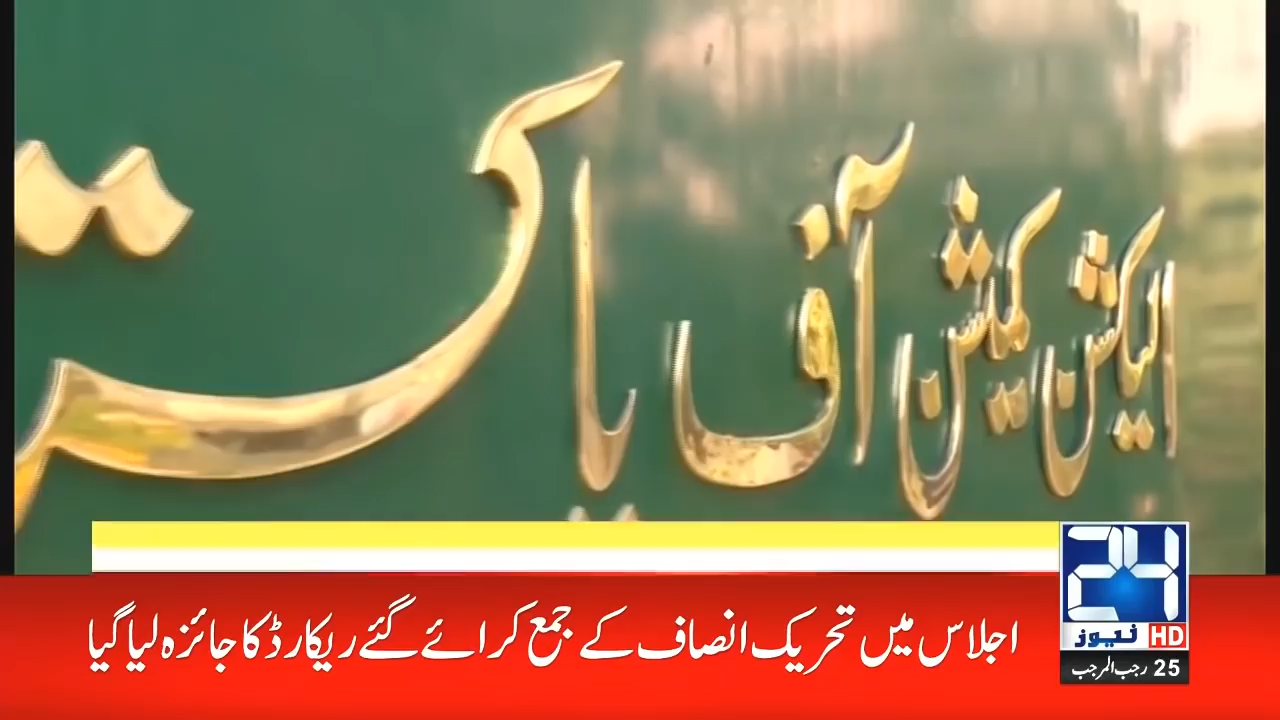 الیکشن کمیشن آف پاکستا
24
نیوز HD
25 رجب المرجب
اجلاس میں تحریک انصاف کے جمع کرائے گئے ریکارڈ کا جائزہ لیا گیا